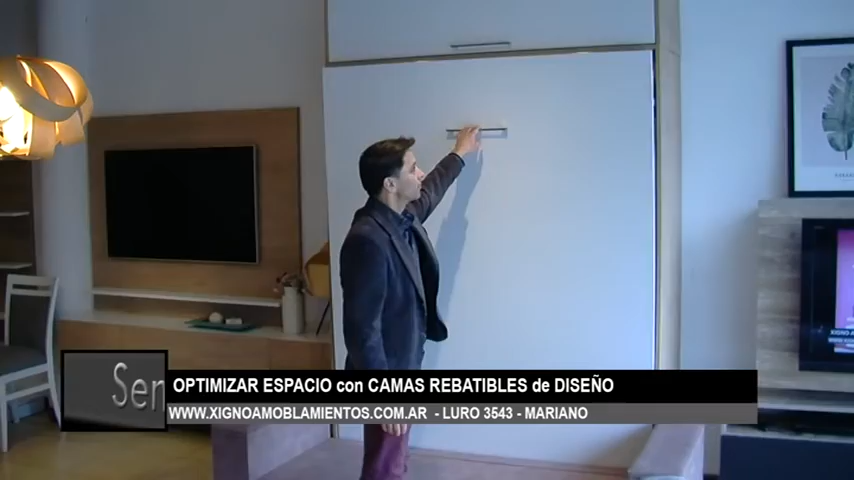 Sen
OPTIMIZAR ESPACIO con CAMAS REBATIBLES de DISEÑO
WWW.XIGNOAMOBLAMIENTOS.COM.AR - LURO 3543 - MARIANO